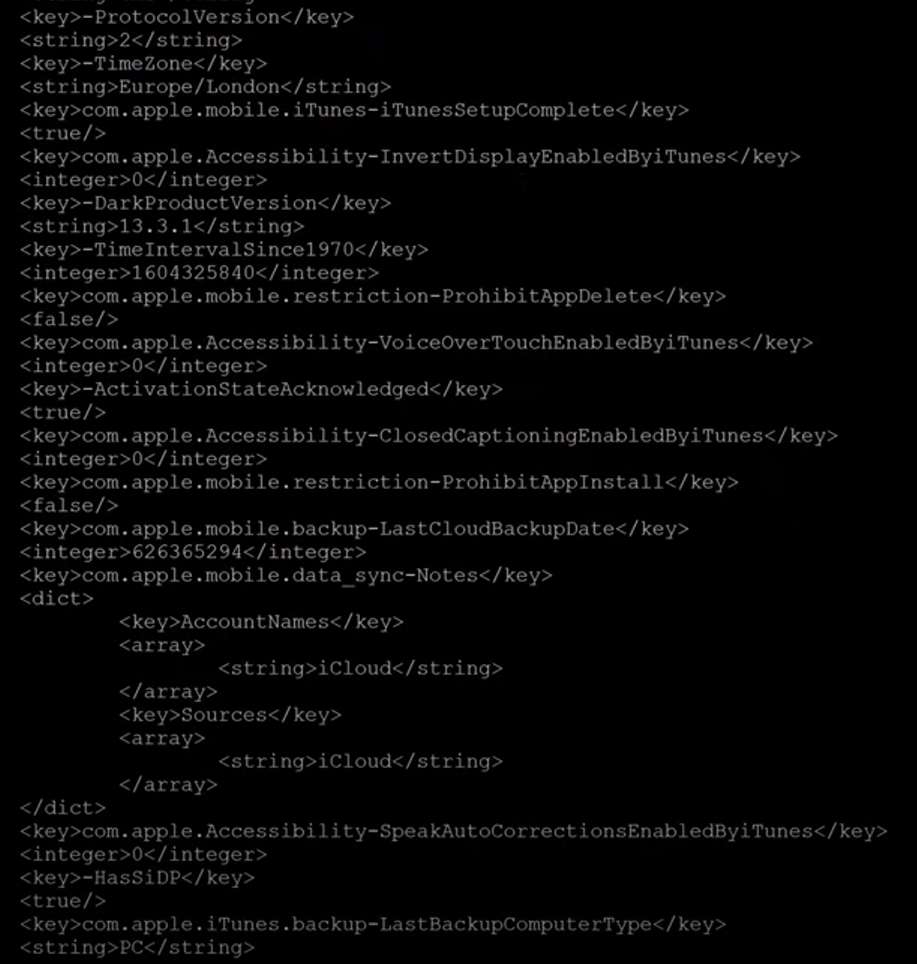 <key>-ProtocolVersion</key>
<string>2</string>
<key>-TimeZone</key>
<string>Europe/London</string>
<key>com.apple.mobile.iTunes-iTunesSetupComplete</key>
<true/>
<key>com.apple.Accessibility-InvertDisplayEnabledByiTunes</key>
<integer>0</integer>
<key>-DarkProductVersion</key>
<string>13.3.1</string>
<key>-TimeIntervalSince1970</key>
<integer>1604325840</integer>
<key>com.apple.mobile.restriction-ProhibitAppDelete</key>
<false/>
<key>com.apple.Accessibility-VoiceOverTouchEnabledByiTunes</key>
<integer>0</integer>
<key>-ActivationStateAcknowledged</key>
<true/>
<key>com.apple.Accessibility-ClosedCaptioningEnabledByiTunes</key>
<integer>0</integer>
<key>com.apple.mobile.restriction-ProhibitAppInstall</key>
<false/>
<key>com.apple.mobile.backup-LastCloudBackupDate</key>
<integer>626365294</integer>
<key>com.apple.mobile.data_sync-Notes</key>
<dict>
<key>AccountNames</key>
<array>
<string>iCloud</string>
</array>
<key>Sources</key>
<array>
<string>iCloud</string>
</array>
</dict>
<key>com.apple.Accessibility-SpeakAutoCorrectionsEnabledByiTunes</key>
<integer>0</integer>
<key>-HasSiDP</key>
<true/>
<key>com.apple.iTunes.backup-LastBackupComputerType</key>
<string>PC</string>